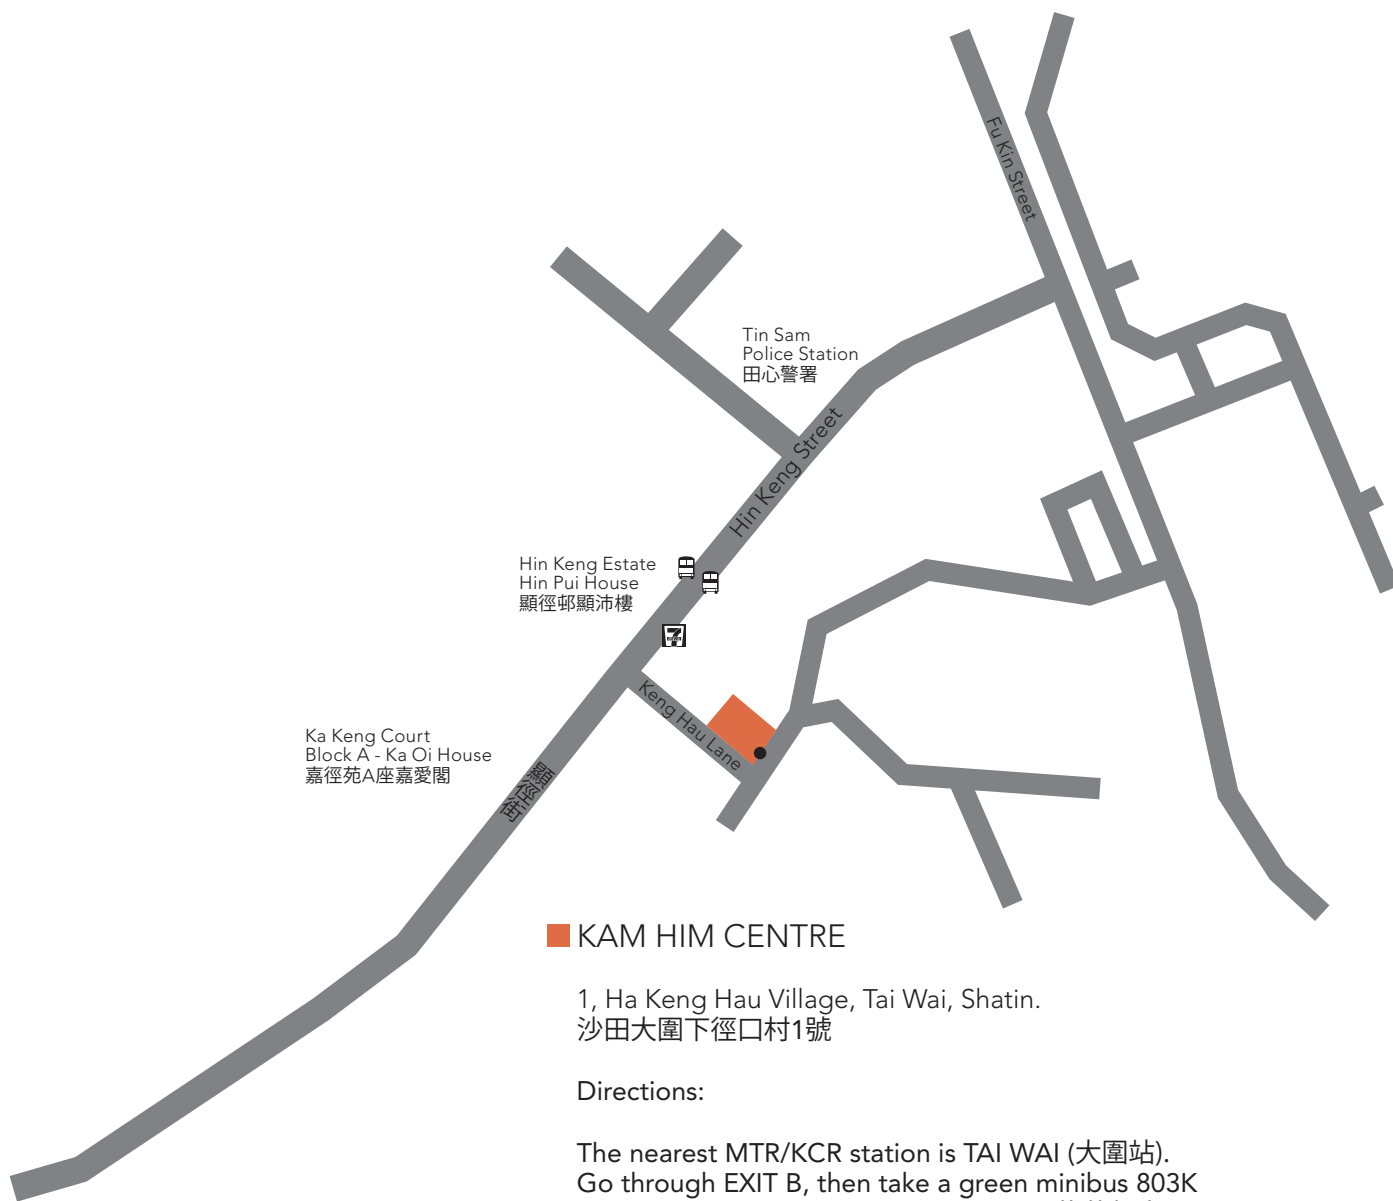 Fu Kin Street
Tin Sam
Police Station
田心警署
Hin Keng Street
Hin Keng Estate
Hin Pui House
顯徑邨顯沛樓
7
Keng Hau Lane
Ka Keng Court
Block A - Ka Oi House
嘉徑苑A座嘉愛閣
顯徑街
KAM HIM CENTRE
1, Ha Keng Hau Village, Tai Wai, Shatin.
沙田大圍下徑口村1號
Directions:
The nearest MTR/KCR station is TAI WAI (大圍站).
Go through EXIT B, then take a green minibus 803K